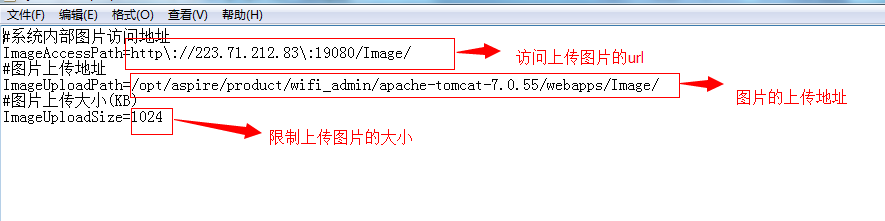 文件(F) 编辑(E) 格式(O) 查看(V) 帮助(H)
#系统内部图片访问地址
ImageAccessPath=http\://223.71.212.83\:19080/Image/
访问上传图片的url
#图片上传地址
ImageUploadPath=/opt/aspire/product/wifi_admin/apache-tomcat-7.0.55/webapps/Image/
图片的上传地址
#图片上传大小(KB)
ImageUploadSize=1024
限制上传图片的大小